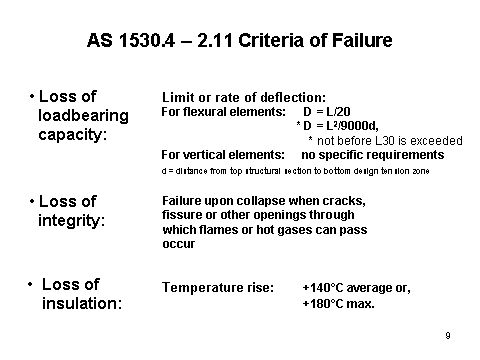 AS 1530.4 – 2.11 Criteria of Failure
• Loss of
loadbearing
capacity:
Limit or rate of deflection:
For flexural elements: D = L/20
* D = L²/9000d,
* not before L30 is exceeded
For vertical elements: no specific requirements
d = distance from top structural section to bottom design tension zone
• Loss of
integrity:
Failure upon collapse when cracks,
fissure or other openings through
which flames or hot gases can pass
occur
• Loss of
insulation:
Temperature rise: +140°C average or,
+180°C max.
9